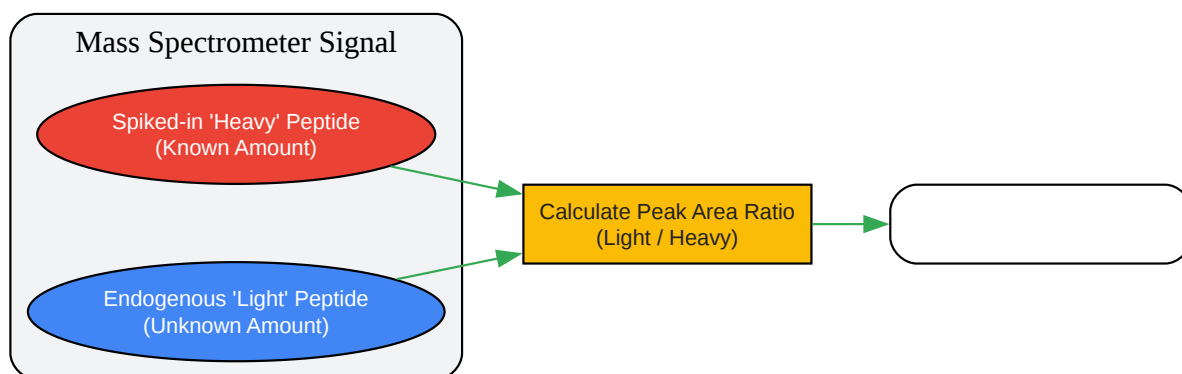 Mass Spectrometer Signal
Spiked-in 'Heavy' Peptide
(Known Amount)
Calculate Peak Area Ratio
(Light / Heavy)
Endogenous 'Light' Peptide
(Unknown Amount)